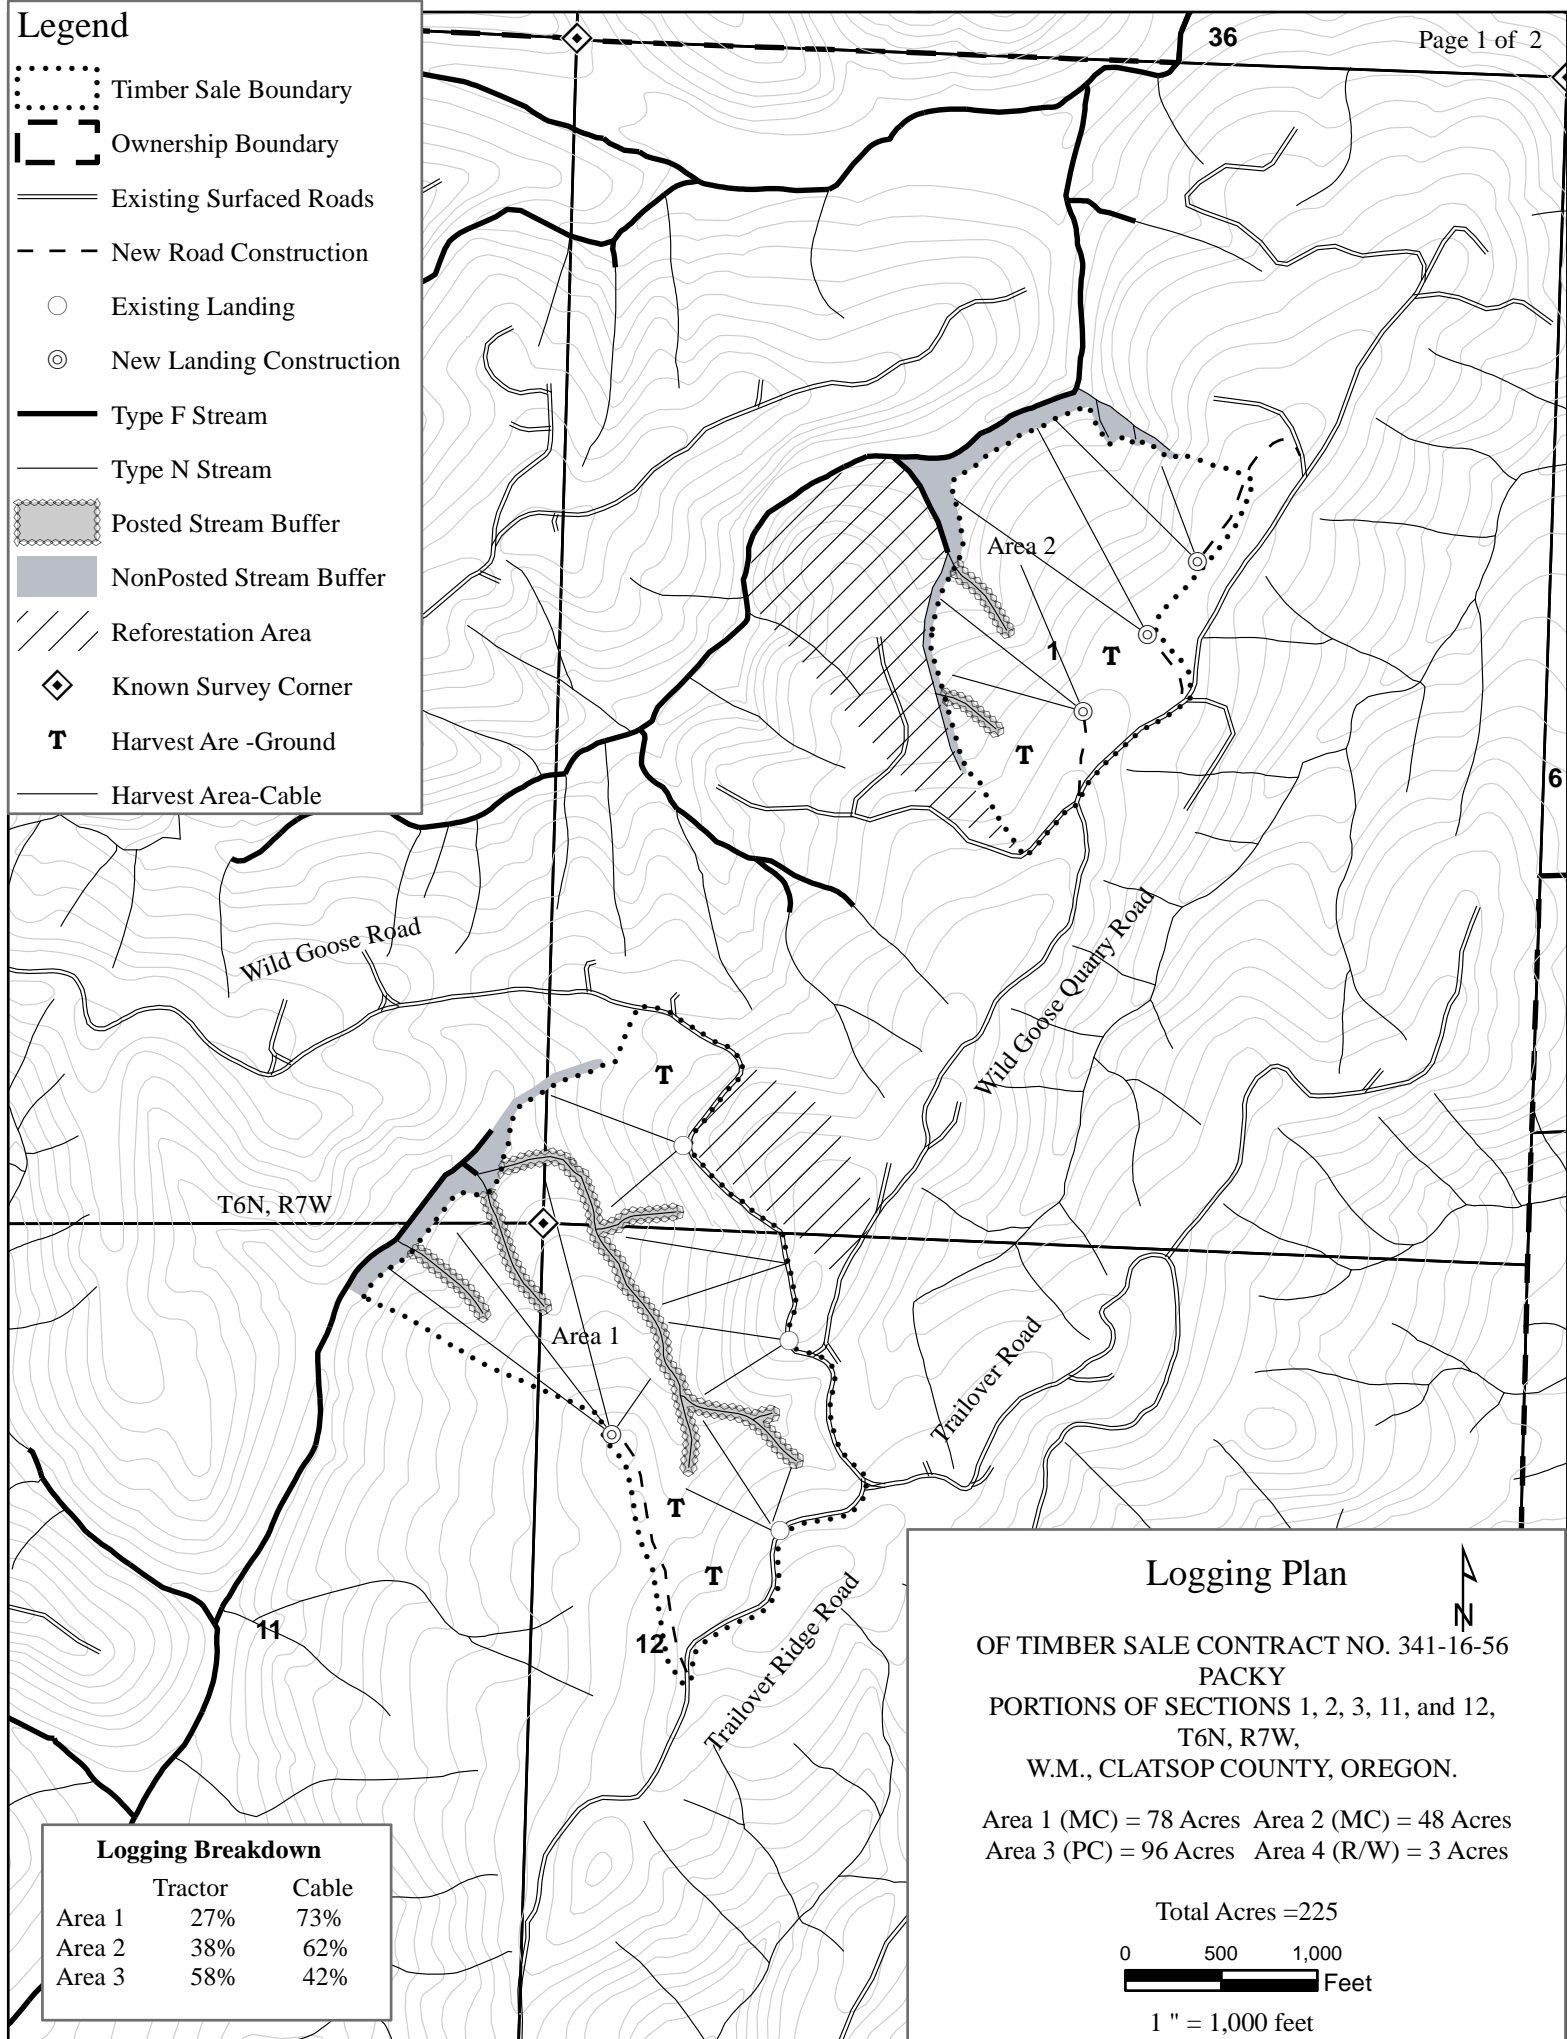 Legend
Timber Sale Boundary
Ownership Boundary
Existing Surfaced Roads
New Road Construction
Existing Landing
New Landing Construction
Type F Stream
Type N Stream
Posted Stream Buffer
NonPosted Stream Buffer
Reforestation Area
Known Survey Corner
T Harvest Are -Ground
Harvest Area-Cable
36
Page 1 of 2
Area 2
1
T
T
6
Wild Goose Road
Wild Goose Quarry Road
T
T6N, R7W
Area 1
Trailover Road
T
T
11
12
Trailover Ridge Road
Logging Plan
N
OF TIMBER SALE CONTRACT NO. 341-16-56
PACKY
PORTIONS OF SECTIONS 1, 2, 3, 11, and 12,
T6N, R7W,
W.M., CLATSOP COUNTY, OREGON.
Area 1 (MC) = 78 Acres Area 2 (MC) = 48 Acres
Area 3 (PC) = 96 Acres Area 4 (R/W) = 3 Acres
Total Acres =225
0 500 1,000
Feet
1 " = 1,000 feet
Logging Breakdown
Tractor Cable
Area 1 27% 73%
Area 2 38% 62%
Area 3 58% 42%